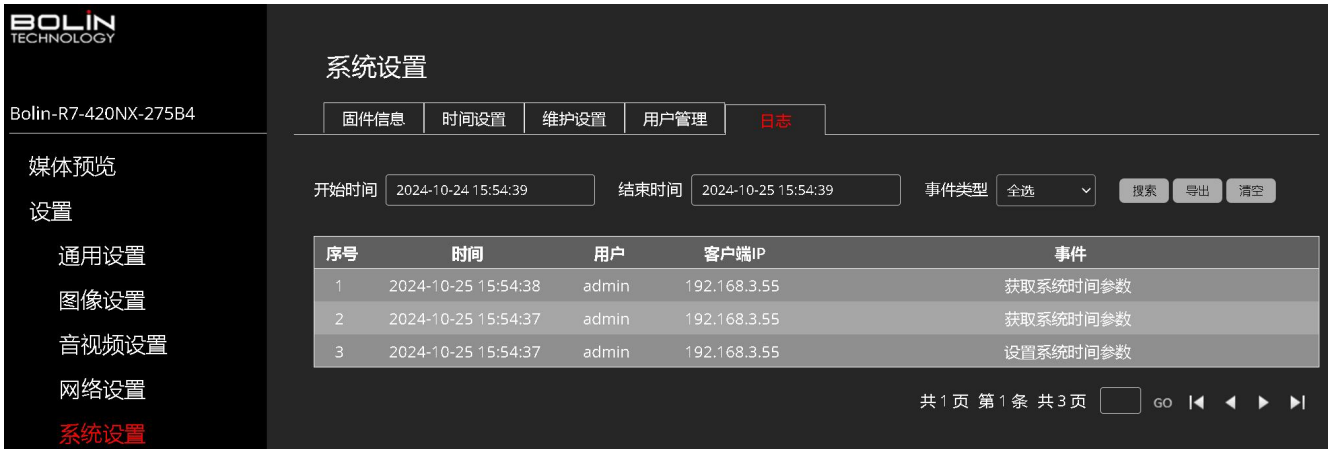 BOLIN
TECHNOLOGY
Bolin-R7-420NX-275B4
媒体预览
设置
通用设置
图像设置
音视频设置
网络设置
系统设置
系统设置
固件信息 时间设置 维护设置 用户管理 日志
开始时间 2024-10-24 15:54:39 结束时间 2024-10-25 15:54:39 事件类型 全选 搜索 导出 清空
序号 时间 用户 客户端IP 事件
1 2024-10-25 15:54:38 admin 192.168.3.55 获取系统时间参数
2 2024-10-25 15:54:37 admin 192.168.3.55 获取系统时间参数
3 2024-10-25 15:54:37 admin 192.168.3.55 设置系统时间参数
共1页 第1条 共3页 GO